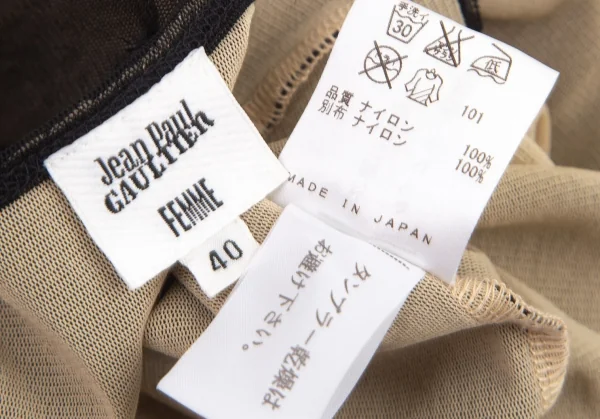 Jean Paul
GAULTIER
FEMME
40
手洗イ
30
低
品質 ナイロン 100%
別布 ナイロン 100%
101
MADE IN JAPAN
タンブラー乾燥は
お避け下さい。